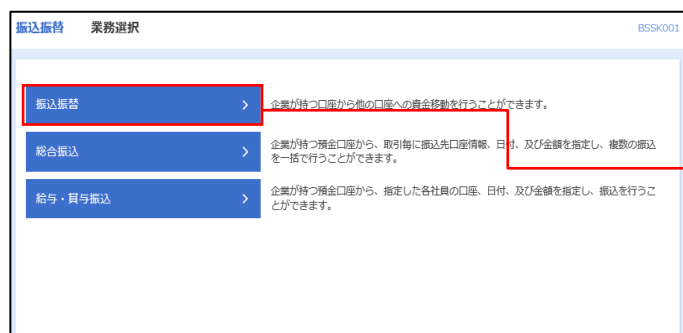 振込振替 業務選択 BSSK001
振込振替
企業が持つ口座から他の口座への資金移動を行うことができます。
総合振込
企業が持つ預金口座から、取引毎に振込先口座情報、日付、及び金額を指定し、複数の振込
を一括で行うことができます。
給与・賞与振込
企業が持つ預金口座から、指定した各社員の口座、日付、及び金額を指定し、振込を行うこ
とができます。